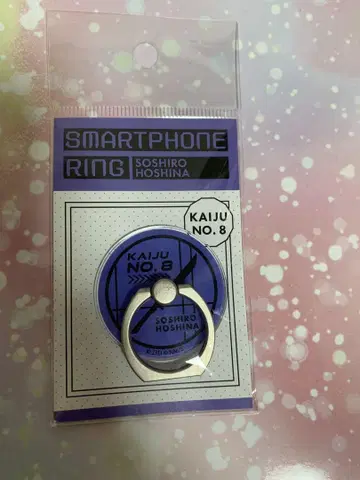 SMARTPHONE
RING
SOSHIRO
HOSHINA
KAIJU
NO. 8
KAIJU
NO. 8
SOSHIRO
HOSHINA